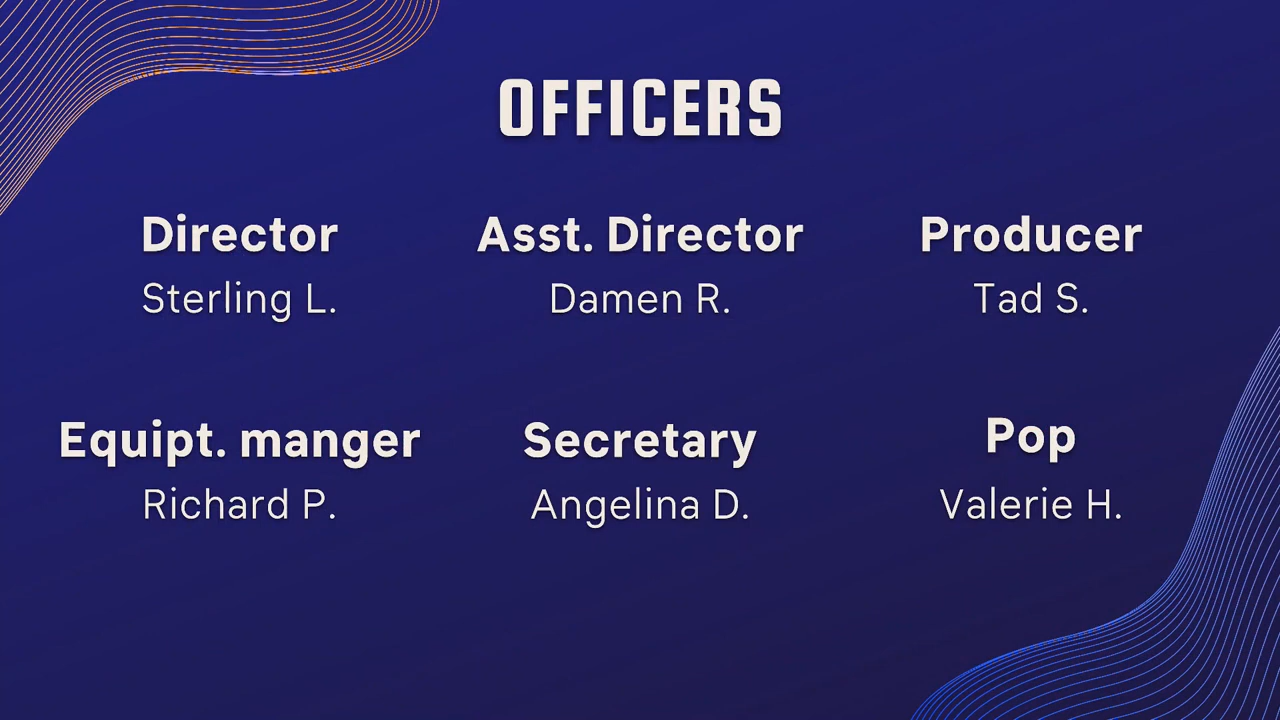 OFFICERS
Director
Sterling L.
Asst. Director
Damen R.
Producer
Tad S.
Equipt. manger
Richard P.
Secretary
Angelina D.
Pop
Valerie H.